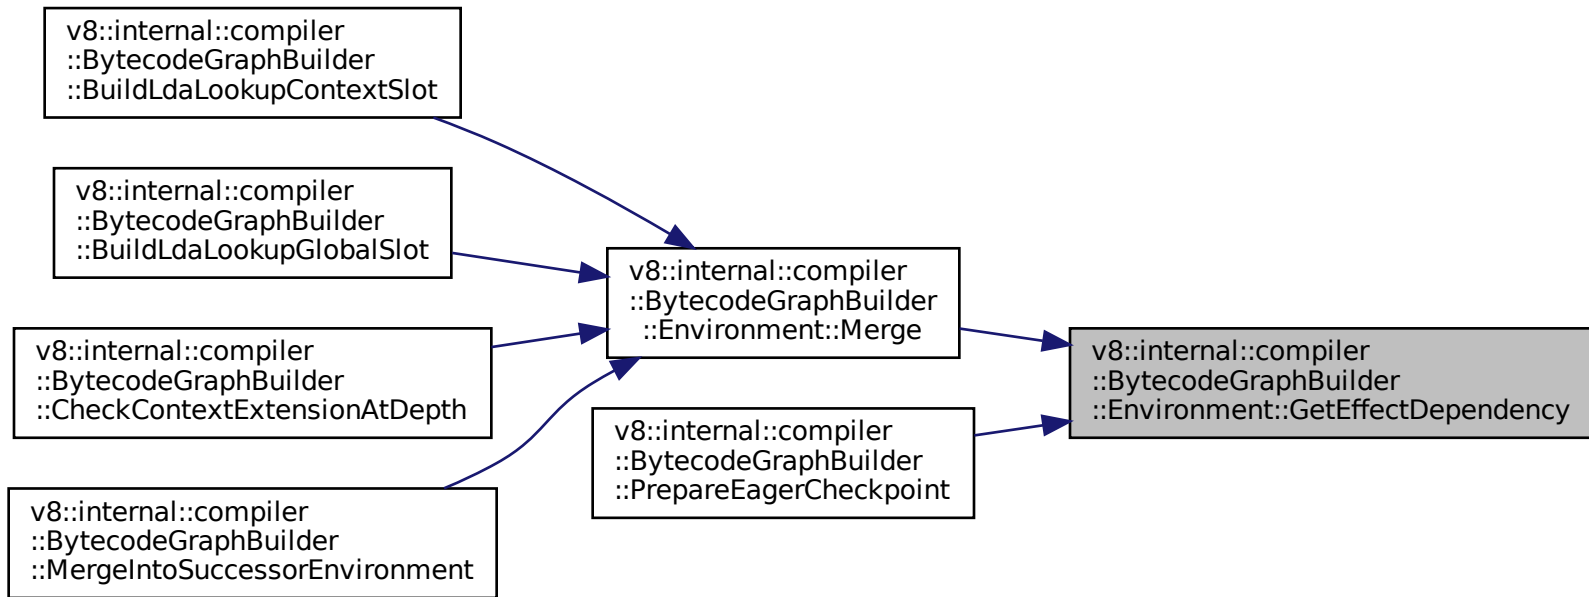 v8::internal::compiler
::BytecodeGraphBuilder
::BuildLdaLookupContextSlot
v8::internal::compiler
::BytecodeGraphBuilder
::BuildLdaLookupGlobalSlot
v8::internal::compiler
::BytecodeGraphBuilder
::CheckContextExtensionAtDepth
v8::internal::compiler
::BytecodeGraphBuilder
::MergeIntoSuccessorEnvironment
v8::internal::compiler
::BytecodeGraphBuilder
::Environment::Merge
v8::internal::compiler
::BytecodeGraphBuilder
::PrepareEagerCheckpoint
v8::internal::compiler
::BytecodeGraphBuilder
::Environment::GetEffectDependency